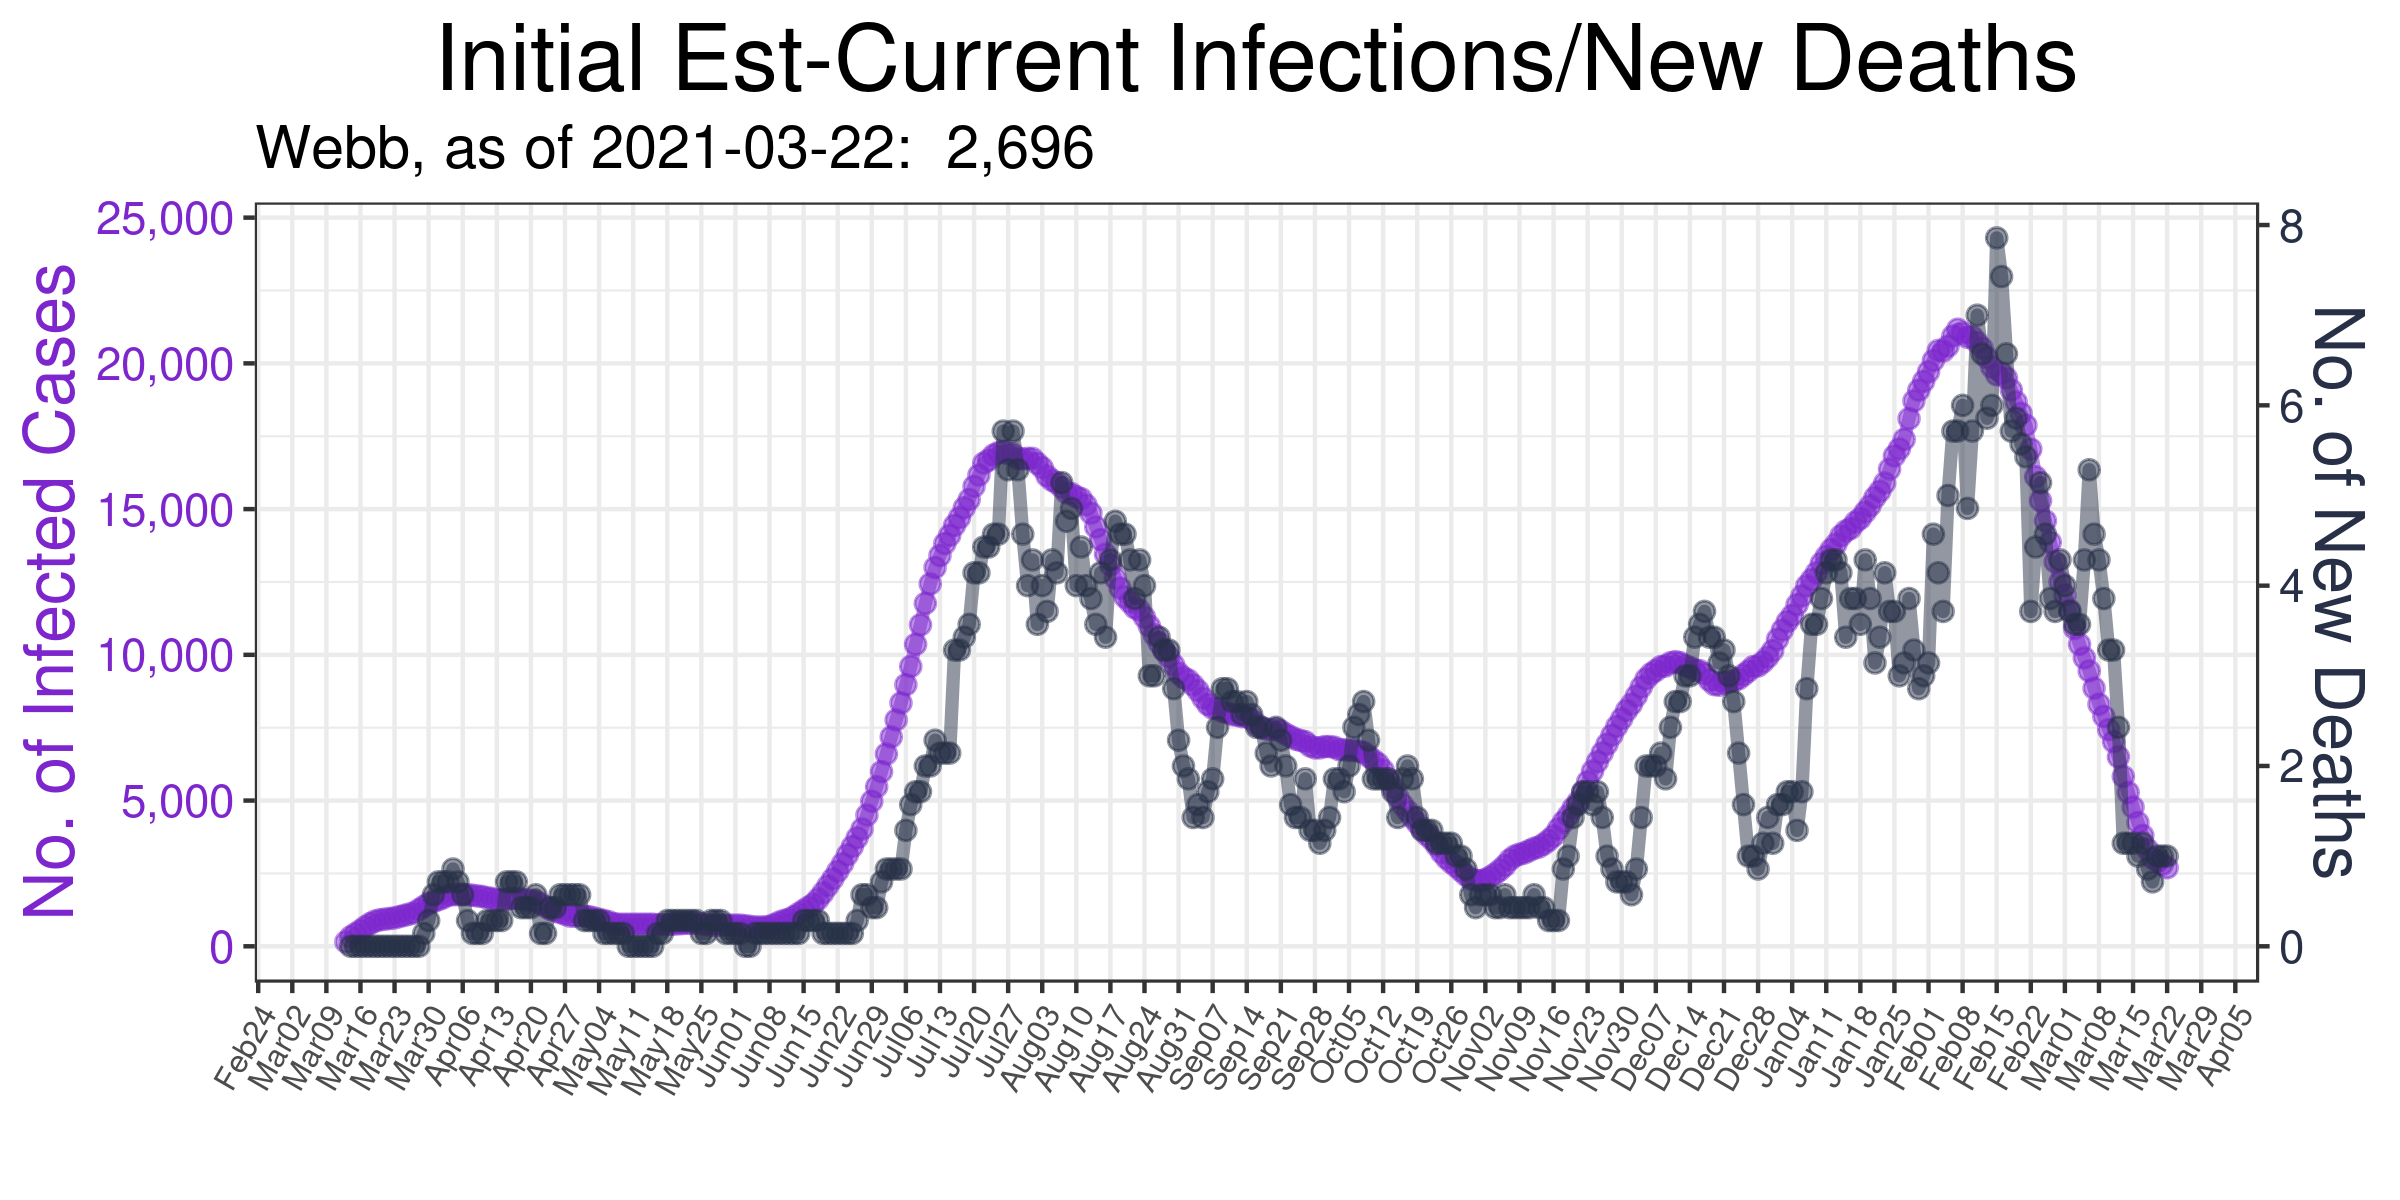 Initial Est-Current Infections/New Deaths
Webb, as of 2021-03-22:  2,696
No. of Infected Cases
25,000
20,000
15,000
10,000
5,000
0
8
6
4
2
0
No. of New Deaths
Feb24
Mar02
Mar09
Mar16
Mar23
Mar30
Apr06
Apr13
Apr20
Apr27
May04
May11
May18
May25
Jun01
Jun08
Jun15
Jun22
Jun29
Jul06
Jul13
Jul20
Jul27
Aug03
Aug10
Aug17
Aug24
Aug31
Sep07
Sep14
Sep21
Sep28
Oct05
Oct12
Oct19
Oct26
Nov02
Nov09
Nov16
Nov23
Nov30
Dec07
Dec14
Dec21
Dec28
Jan04
Jan11
Jan18
Jan25
Feb01
Feb08
Feb15
Feb22
Mar01
Mar08
Mar15
Mar22
Mar29
Apr05